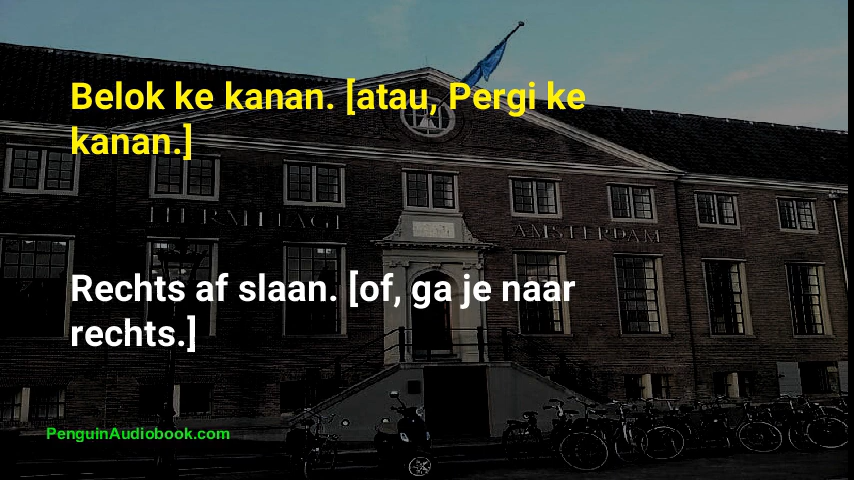 Belok ke kanan. [atau, Pergi ke
kanan.]
HERMITAGE
AMSTERDAM
Rechts af slaan. [of, ga je naar
rechts.]
PenguinAudiobook.com